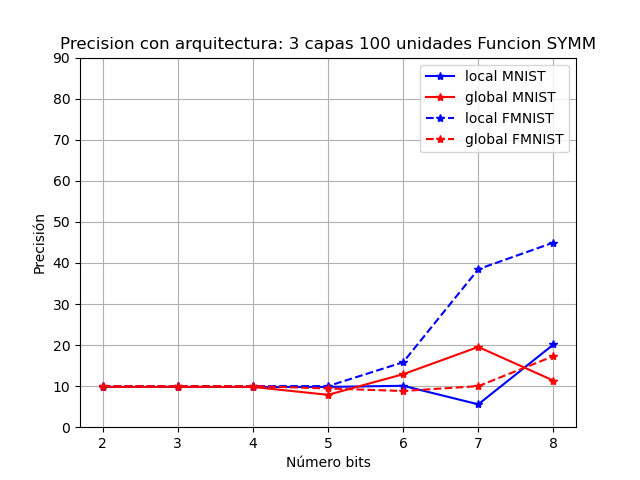 Precision con arquitectura: 3 capas 100 unidades Funcion SYMM
90
80
70
60
50
40
30
20
10
0
Precisión
local MNIST
global MNIST
local FMNIST
global FMNIST
2 3 4 5 6 7 8
Número bits